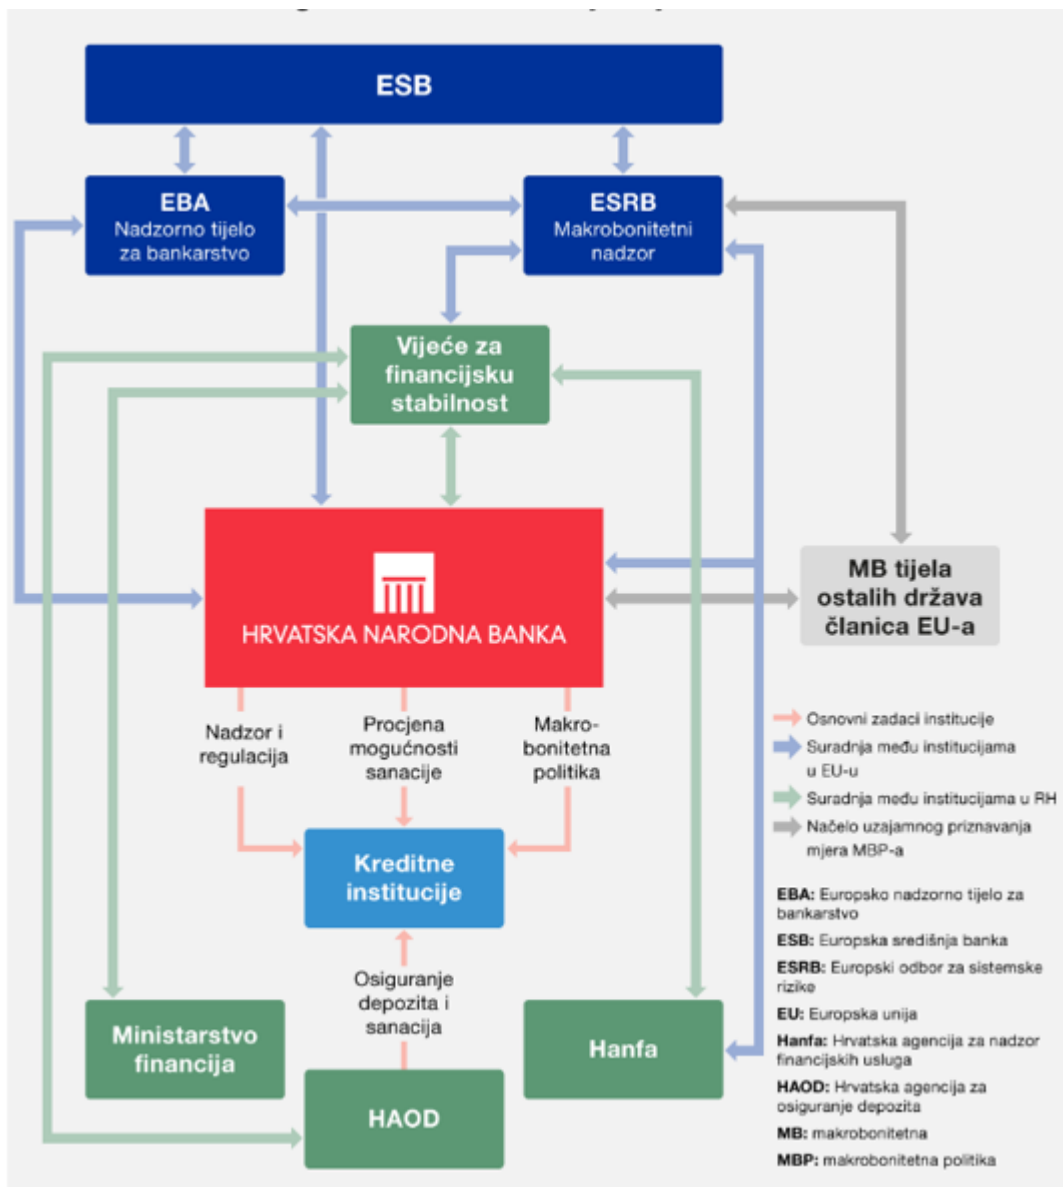 ESB
EBA
Nadzorno tijelo
za bankarstvo
ESRB
Makrobonitetni
nadzor
Vijeće za
financijsku
stabilnost
HRVATSKA NARODNA BANKA
MB tijela
ostalih država
članica EU-a
Nadzor i
regulacija
Procjena
mogućnosti
sanacije
Makro-
bonitetna
politika
Kreditne
institucije
Osiguranje
depozita i
sanacija
Ministarstvo
financija
HAOD
Hanfa
Osnovni zadaci institucije
Suradnja među institucijama
u EU-u
Suradnja među institucijama u RH
Načelo uzajamnog priznavanja
mjera MBP-a
EBA: Europsko nadzorno tijelo za
bankarstvo
ESB: Europska središnja banka
ESRB: Europski odbor za sistemske
rizike
EU: Europska unija
Hanfa: Hrvatska agencija za nadzor
financijskih usluga
HAOD: Hrvatska agencija za
osiguranje depozita
MB: makrobonitetna
MBP: makrobonitetna politika